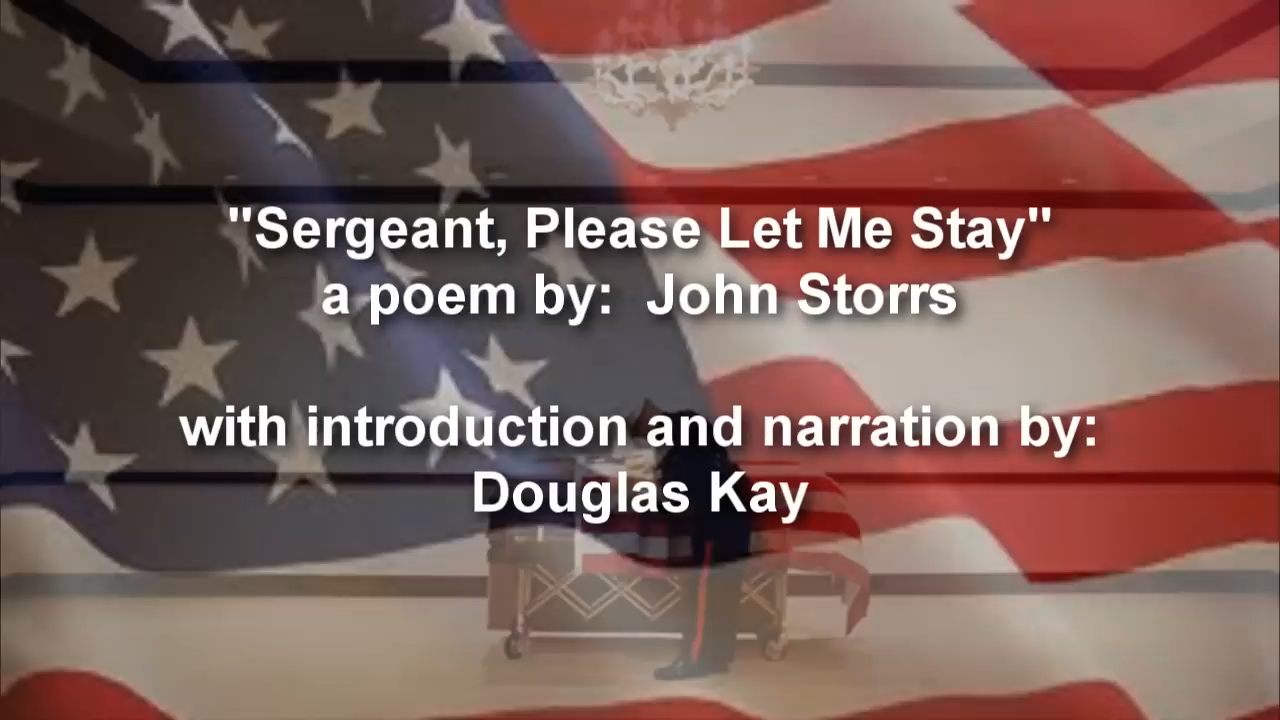 "Sergeant, Please Let Me Stay"
a poem by: John Storrs
with introduction and narration by:
Douglas Kay